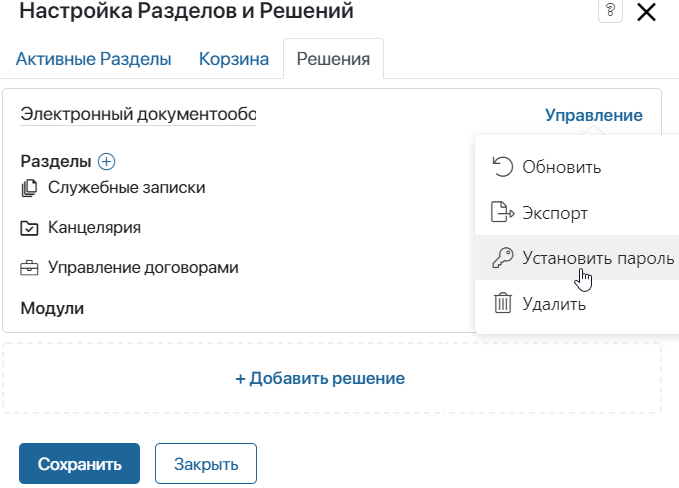 Настройка Разделов и Решений
?
Активные Разделы Корзина Решения
Электронный документообо
Управление
Разделы
Служебные записки
Канцелярия
Управление договорами
Модули
Обновить
Экспорт
Установить пароль
Удалить
+ Добавить решение
Сохранить Закрыть